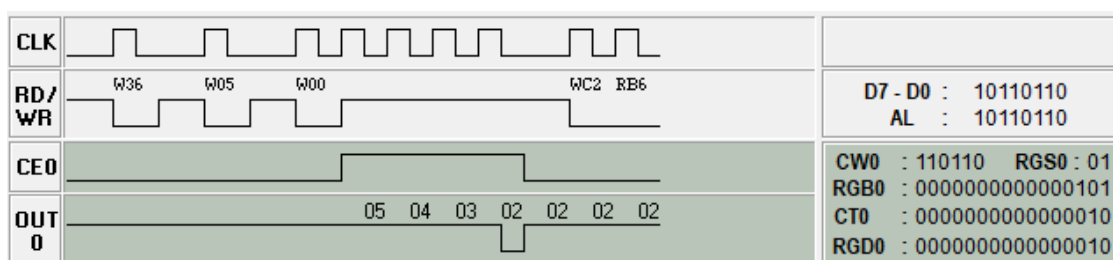 CLK
W36 W05 W00 WC2 RB6
RD/
WR
D7 - D0 : 10110110
AL : 10110110
CE0
CW0 : 110110 RGS0 : 01
RGB0 : 0000000000000101
CT0 : 0000000000000010
RGD0 : 0000000000000010
OUT
0
05 04 03 02 02 02 02